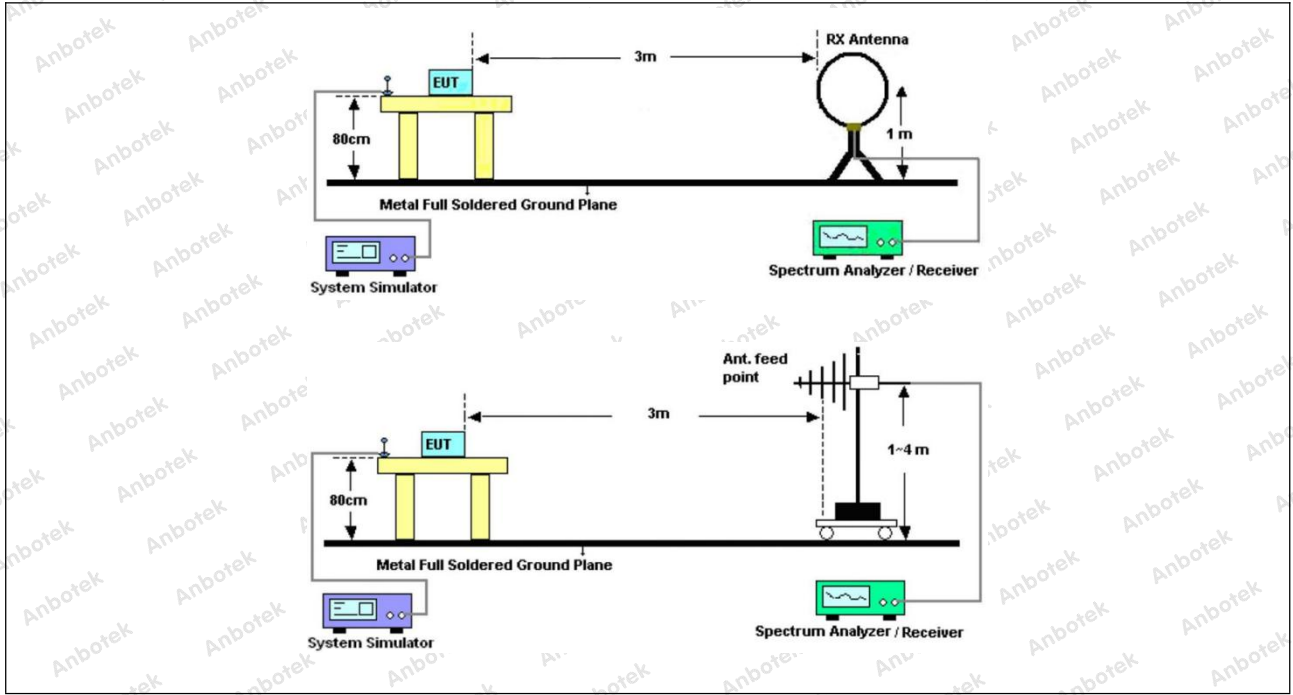 RX Antenna
3m
EUT
80cm
1 m
Metal Full Soldered Ground Plane
System Simulator
Spectrum Analyzer / Receiver
Ant. feed
point
3m
EUT
1~4 m
80cm
Metal Full Soldered Ground Plane
System Simulator
Spectrum Analyzer / Receiver
Anbotek